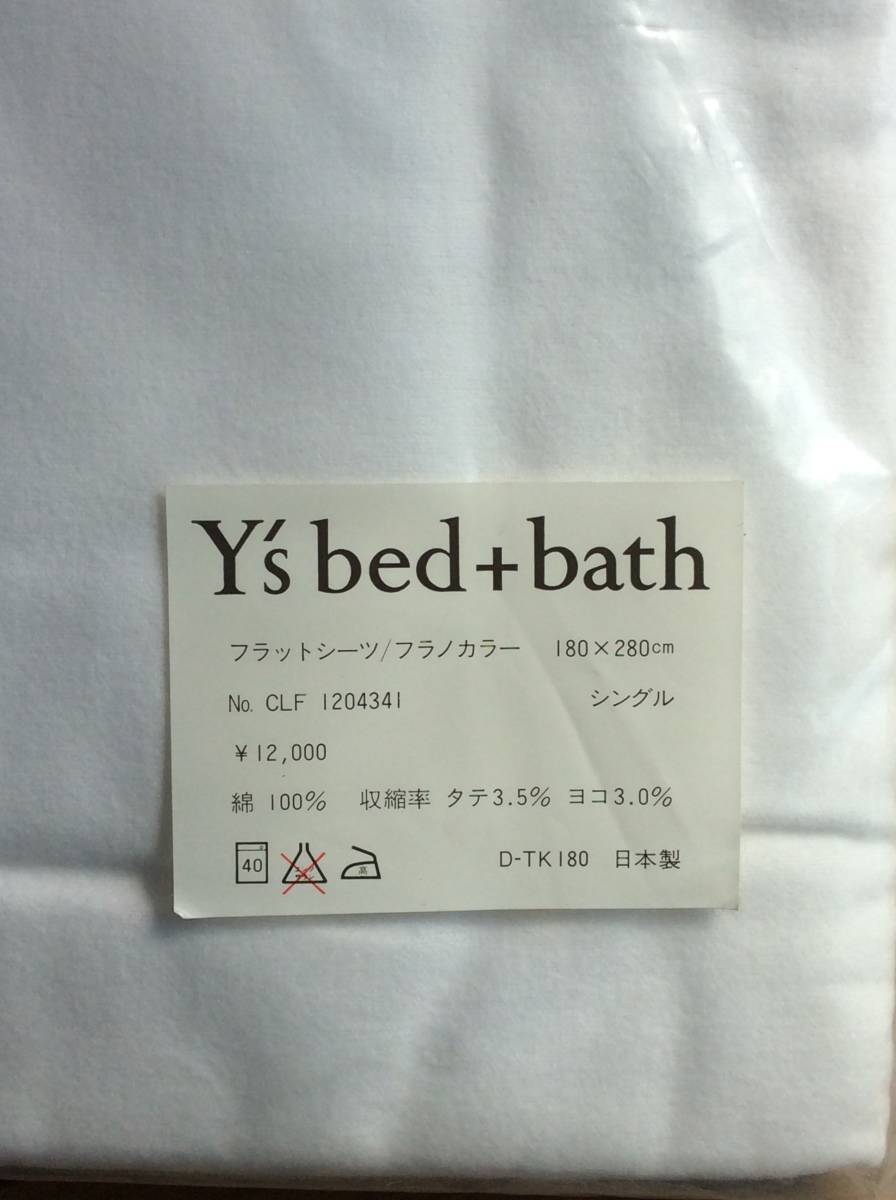 Y's bed+bath
フラットシーツ/フラノカラー 180×280cm
No. CLF 1204341 シングル
¥12,000
綿 100% 収縮率 タテ3.5% ヨコ3.0%
40 高 D-TK180 日本製